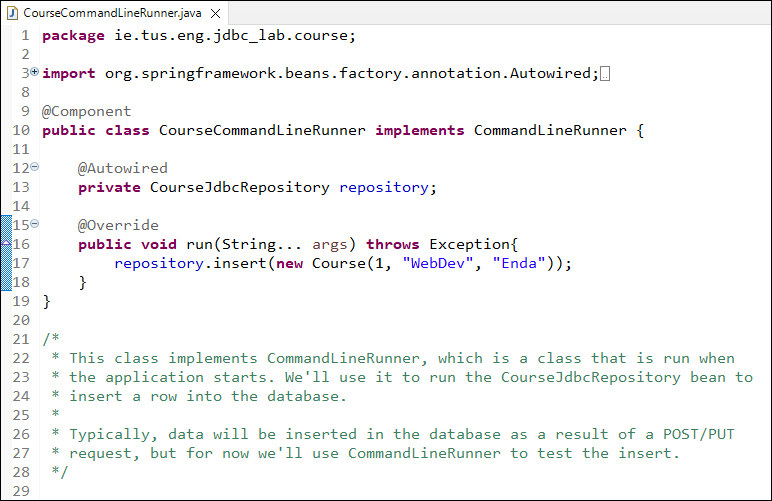 CourseCommandLineRunner.java
1 package ie.tus.eng.jdbc_lab.course;
2
3 import org.springframework.beans.factory.annotation.Autowired;
8
9 @Component
10 public class CourseCommandLineRunner implements CommandLineRunner {
11
12     @Autowired
13     private CourseJdbcRepository repository;
14
15     @Override
16     public void run(String... args) throws Exception{
17         repository.insert(new Course(1, "WebDev", "Enda"));
18     }
19 }
20
21 /*
22  * This class implements CommandLineRunner, which is a class that is run when
23  * the application starts. We'll use it to run the CourseJdbcRepository bean to
24  * insert a row into the database.
25  *
26  * Typically, data will be inserted in the database as a result of a POST/PUT
27  * request, but for now we'll use CommandLineRunner to test the insert.
28  */
29